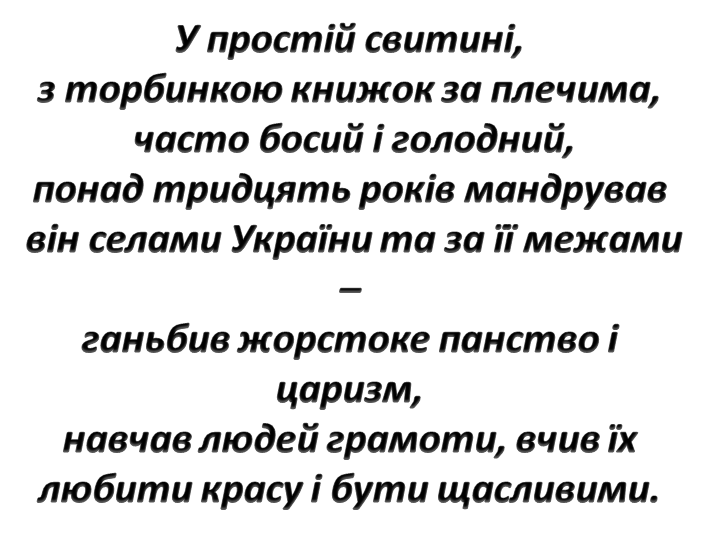 У простій свитині,
з торбинкою книжок за плечима,
часто босий і голодний,
понад тридцять років мандрував
він селами України та за її межами
–
ганьбив жорстоке панство і
царизм,
навчав людей грамоти, вчив їх
любити красу і бути щасливими.